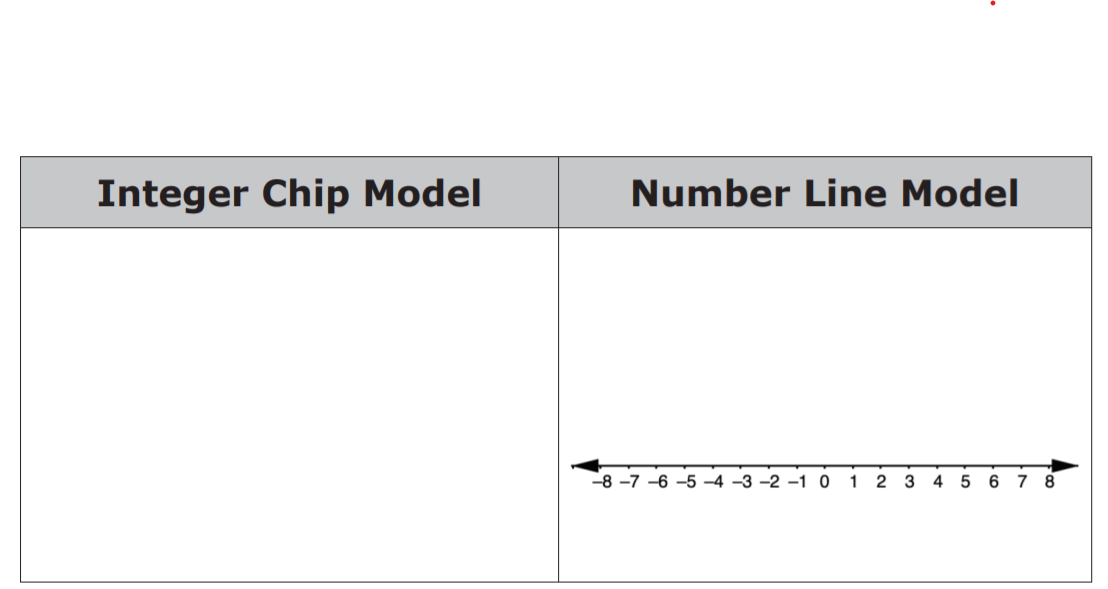 Integer Chip Model
Number Line Model
–8 –7 –6 –5 –4 –3 –2 –1 0 1 2 3 4 5 6 7 8